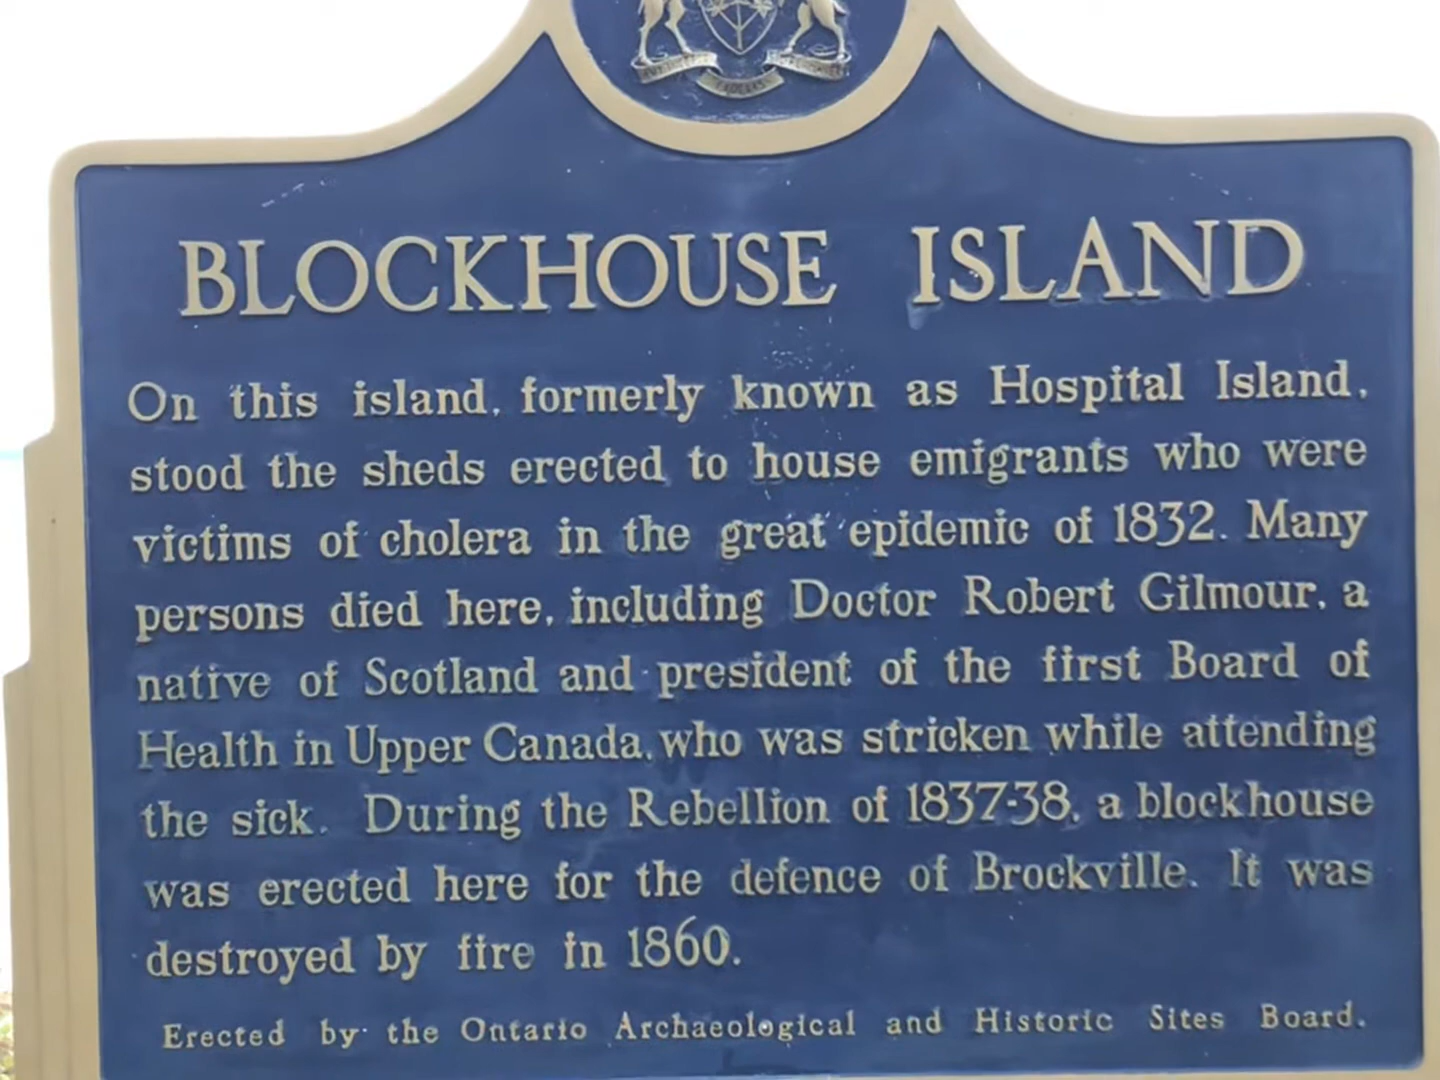 BLOCKHOUSE ISLAND
On this island, formerly known as Hospital Island,
stood the sheds erected to house emigrants who were
victims of cholera in the great epidemic of 1832. Many
persons died here, including Doctor Robert Gilmour, a
native of Scotland and president of the first Board of
Health in Upper Canada, who was stricken while attending
the sick. During the Rebellion of 1837-38, a blockhouse
was erected here for the defence of Brockville. It was
destroyed by fire in 1860.
Erected by the Ontario Archaeological and Historic Sites Board.